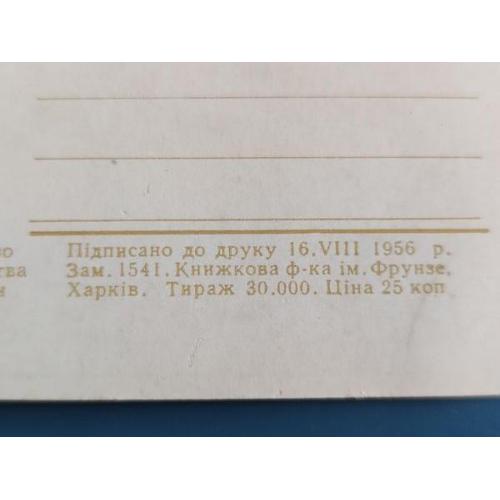 Підписано до друку 16.VIII 1956 р.
Зам. 1541. Книжкова ф-ка ім. Фрунзе,
Харків. Тираж 30.000. Ціна 25 коп